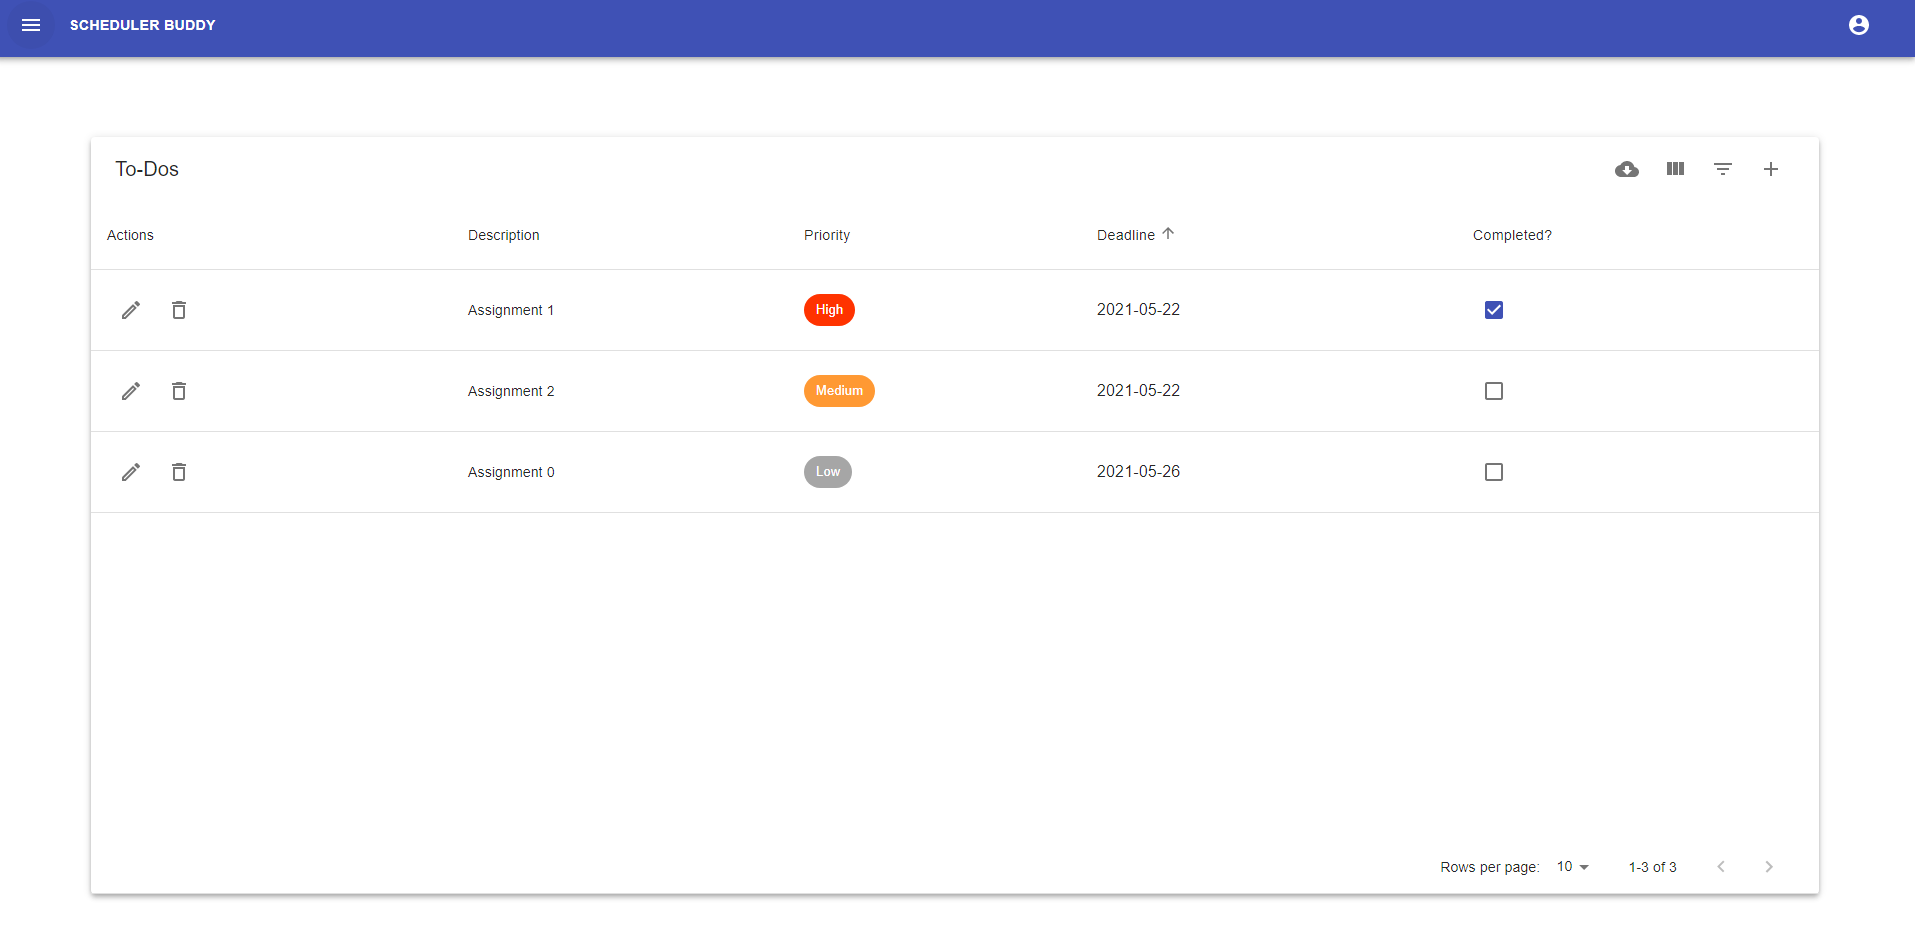 SCHEDULER BUDDY
To-Dos
Actions Description Priority Deadline Completed?
Assignment 1 High 2021-05-22
Assignment 2 Medium 2021-05-22
Assignment 0 Low 2021-05-26
Rows per page: 10 1-3 of 3